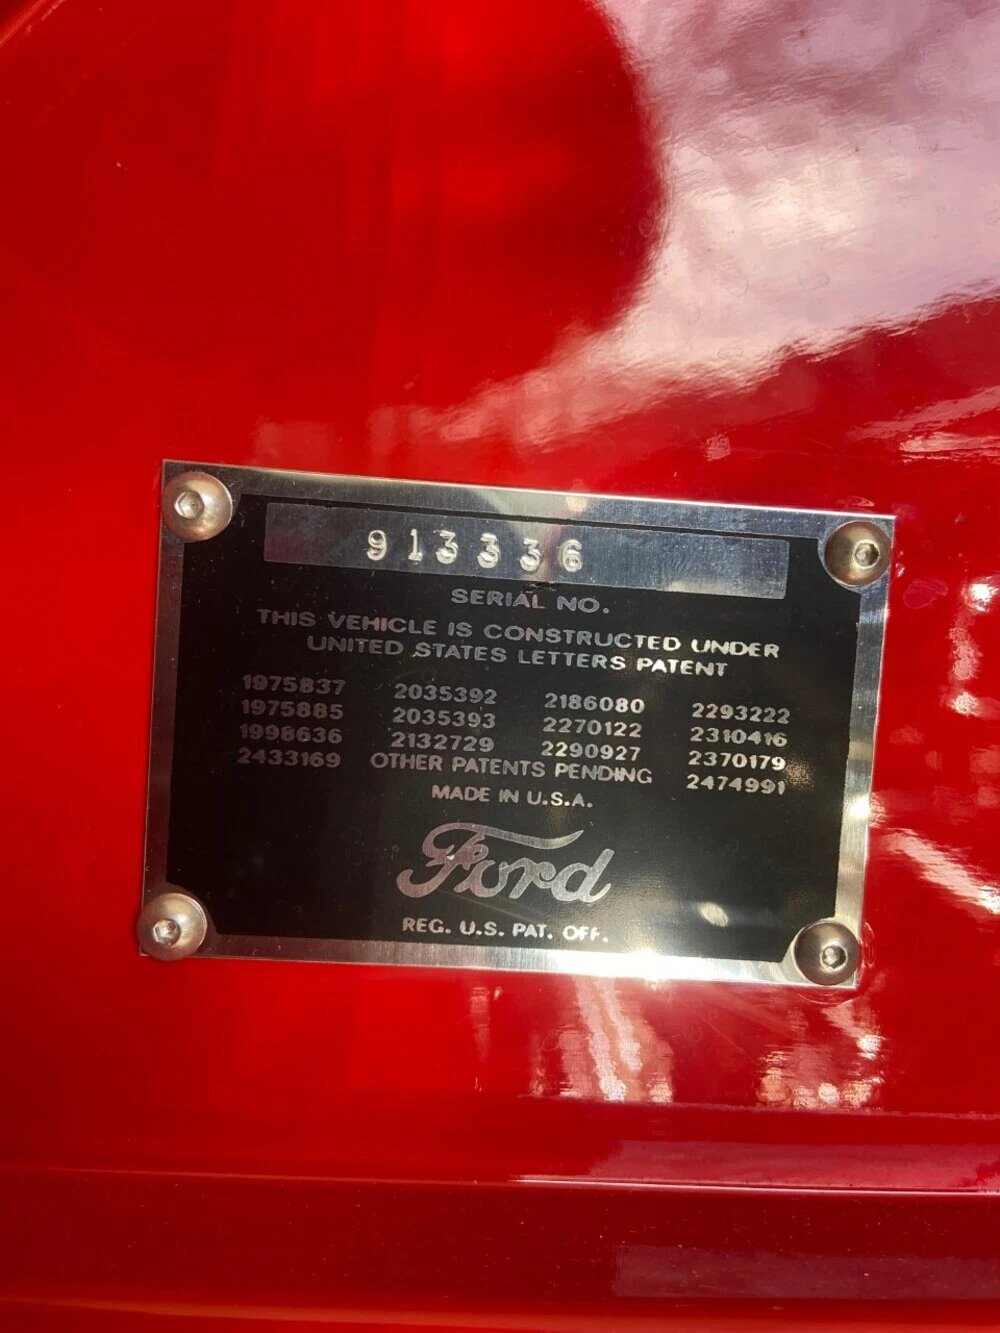 913336
SERIAL NO.
THIS VEHICLE IS CONSTRUCTED UNDER
UNITED STATES LETTERS PATENT
1975837 2035392 2186080 2293222
1975885 2035393 2270122 2310416
1998636 2132729 2290927 2370179
2433169 OTHER PATENTS PENDING 2474991
MADE IN U.S.A.
Ford
REG. U.S. PAT. OFF.